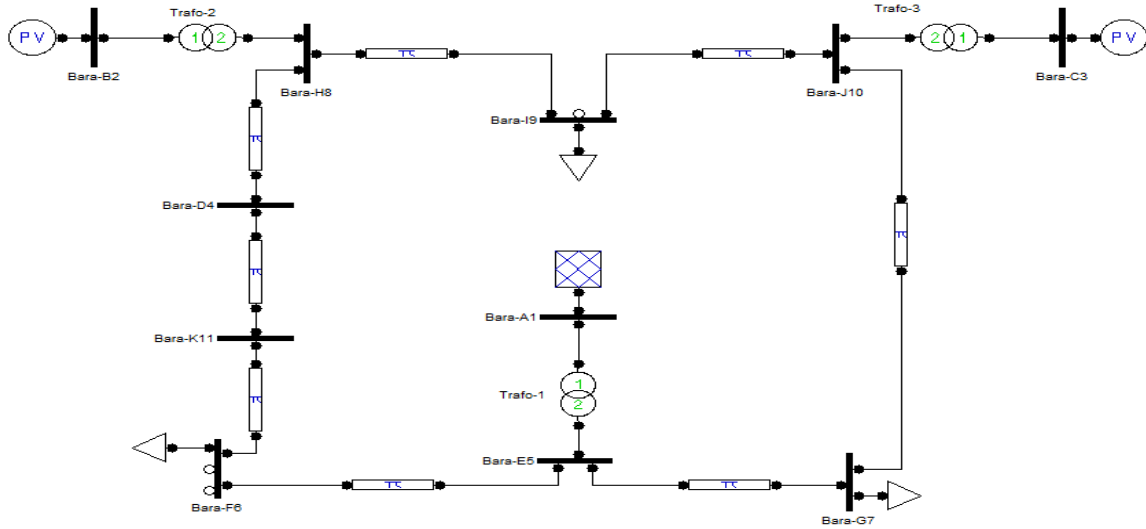 Trafo-2
Trafo-3
PV
1 2
2 1
PV
Bara-B2
Bara-H8
Bara-J10
Bara-C3
π
π
Bara-I9
π
Bara-D4
π
π
Bara-A1
Bara-K11
Trafo-1
1
2
π
Bara-E5
π
π
Bara-F6
Bara-G7